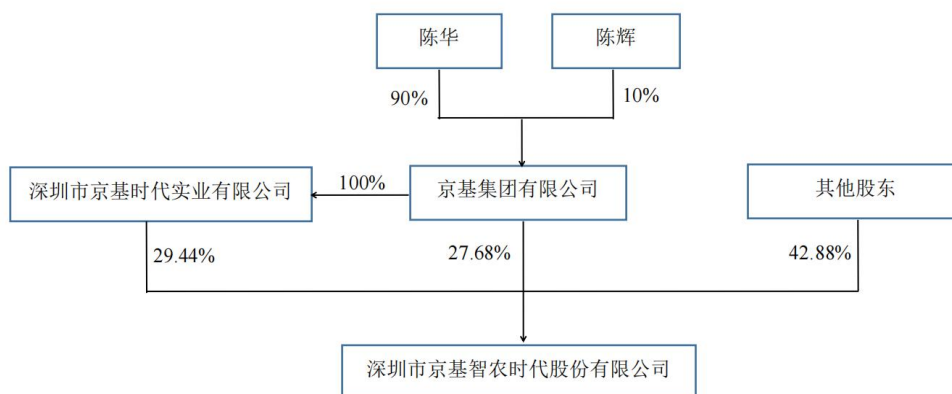 陈华
陈辉
90%
10%
深圳市京基时代实业有限公司
100%
京基集团有限公司
其他股东
29.44%
27.68%
42.88%
深圳市京基智农时代股份有限公司